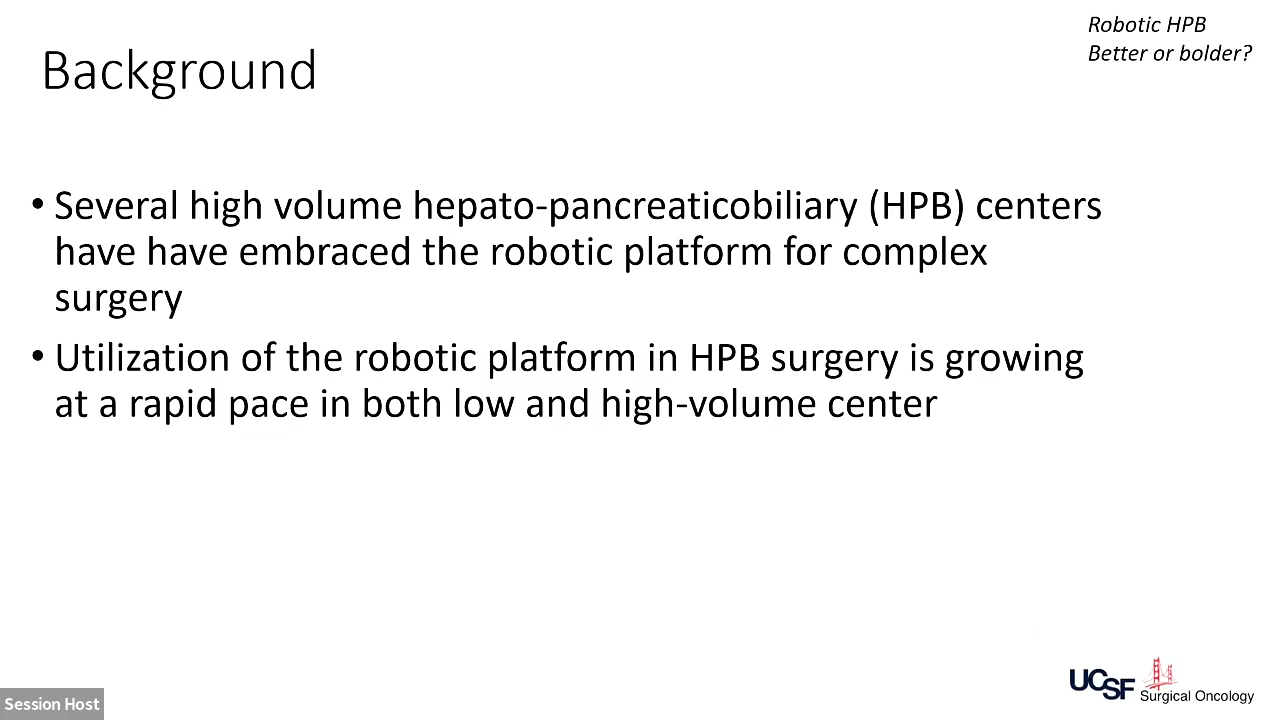 Robotic HPB
Better or bolder?
Background
• Several high volume hepato-pancreaticobiliary (HPB) centers
have have embraced the robotic platform for complex
surgery
• Utilization of the robotic platform in HPB surgery is growing
at a rapid pace in both low and high-volume center
UCSF Surgical Oncology
Session Host